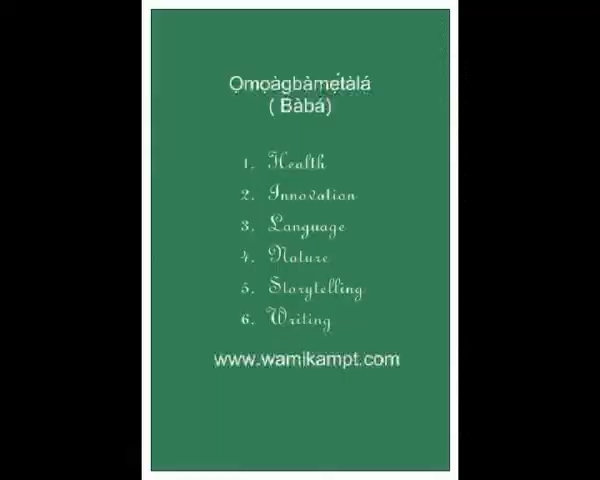 Ọmọàgbàmẹ́tàlá
( Bàbá)
1. Health
2. Innovation
3. Language
4. Nature
5. Storytelling
6. Writing
www.wamikampt.com